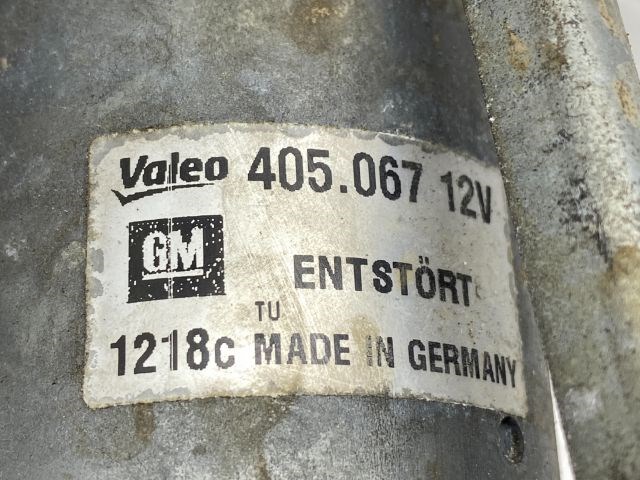 Valeo 405.067 12V
GM ENTSTÖRT
TU
1218c MADE IN GERMANY